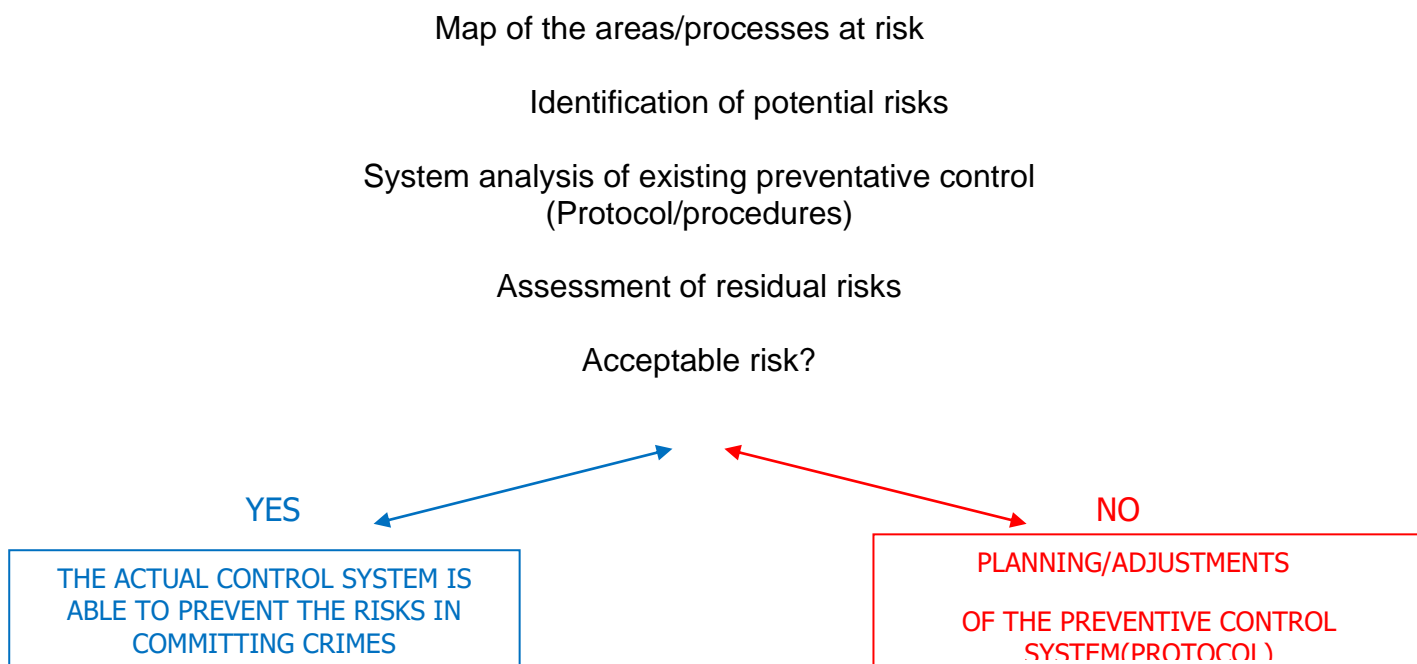 Map of the areas/processes at risk
Identification of potential risks
System analysis of existing preventative control
(Protocol/procedures)
Assessment of residual risks
Acceptable risk?
YES
NO
THE ACTUAL CONTROL SYSTEM IS
ABLE TO PREVENT THE RISKS IN
COMMITTING CRIMES
PLANNING/ADJUSTMENTS
OF THE PREVENTIVE CONTROL
SYSTEM(PROTOCOL)